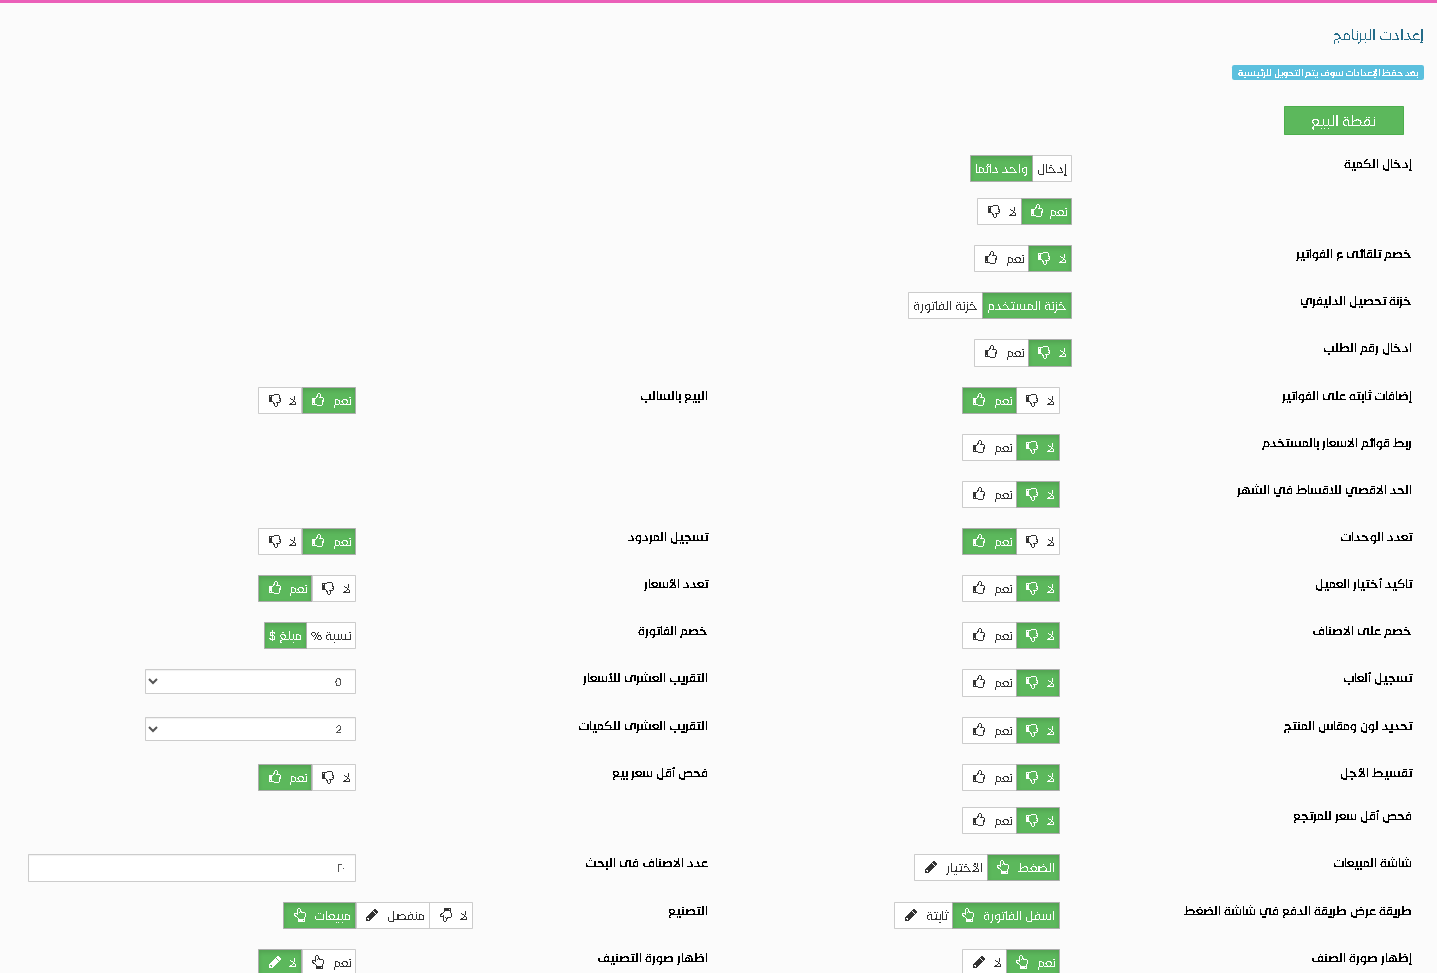 إعدادت البرنامج
بعد حفظ الإعدادات سوف يتم التحويل للرئيسية
نقطة البيع
إدخال الكمية إدخال واحد دائما
نعم لا
خصم تلقائى ء الفواتير لا نعم
خزنة تحصيل الدليفري خزنة المستخدم خزنة الفاتورة
ادخال رقم الطلب لا نعم
إضافات ثابته على الفواتير لا نعم البيع بالسالب نعم لا
ربط قوائم الاسعار بالمستخدم لا نعم
الحد الاقصي للاقساط في الشهر لا نعم
تعدد الوحدات لا نعم تسجيل المردود نعم لا
تاكيد أختيار العميل لا نعم تعدد الأسعار لا نعم
خصم على الاصناف لا نعم خصم الفاتورة نسبة % مبلغ $
تسجيل ألعاب لا نعم التقريب العشرى للأسعار 0
تحديد لون ومقاس المنتج لا نعم التقريب العشرى للكميات 2
تقسيط الأجل لا نعم فحص أقل سعر بيع لا نعم
فحص أقل سعر للمرتجع لا نعم
شاشة المبيعات الضغط الأختيار عدد الاصناف فى البحث ٢٠
طريقة عرض طريقة الدفع في شاشة الضغط اسفل الفاتورة ثابتة التصنيع لا منفصل مبيعات
إظهار صورة الصنف نعم لا اظهار صورة التصنيف نعم لا